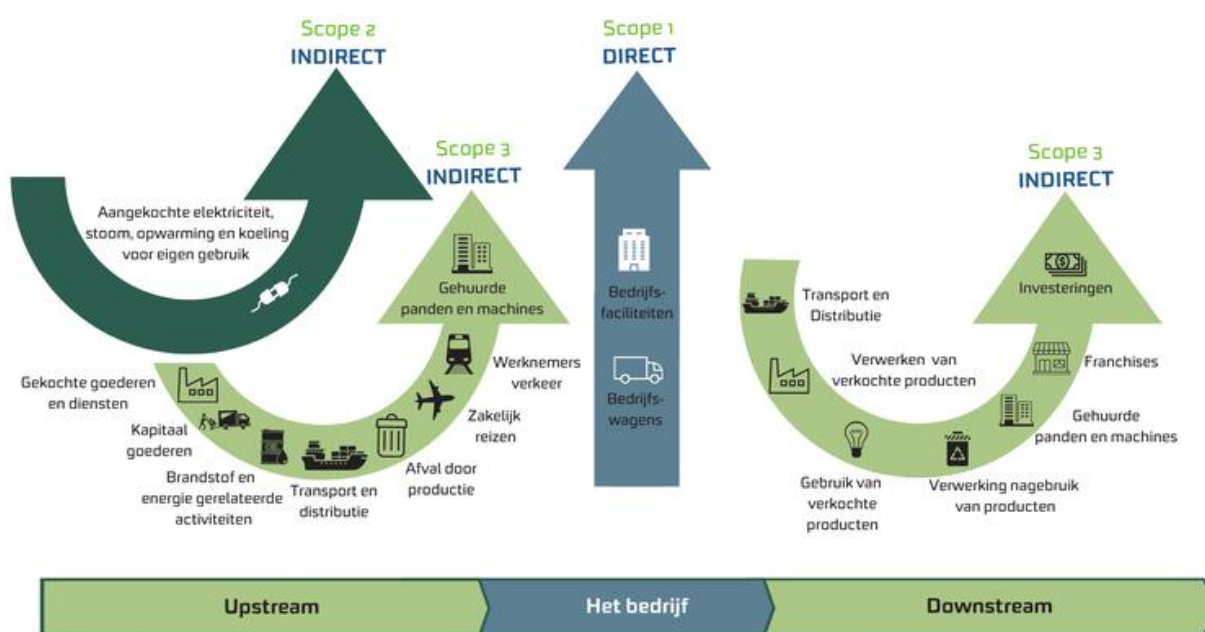 Scope 2
INDIRECT
Aangekochte elektriciteit,
stoom, opwarming en koeling
voor eigen gebruik
Scope 3
INDIRECT
Gehuurde
panden en machines
Werknemers
verkeer
Zakelijk
reizen
Afval door
productie
Transport en
distributie
Brandstof en
energie gerelateerde
activiteiten
Kapitaal
goederen
Gekochte goederen
en diensten
Scope 1
DIRECT
Bedrijfs-
faciliteiten
Bedrijfs-
wagens
Scope 3
INDIRECT
Investeringen
Franchises
Gehuurde
panden en machines
Verwerking nagebruik
van producten
Gebruik van
verkochte
producten
Verwerken van
verkochte producten
Transport en
Distributie
Upstream
Het bedrijf
Downstream